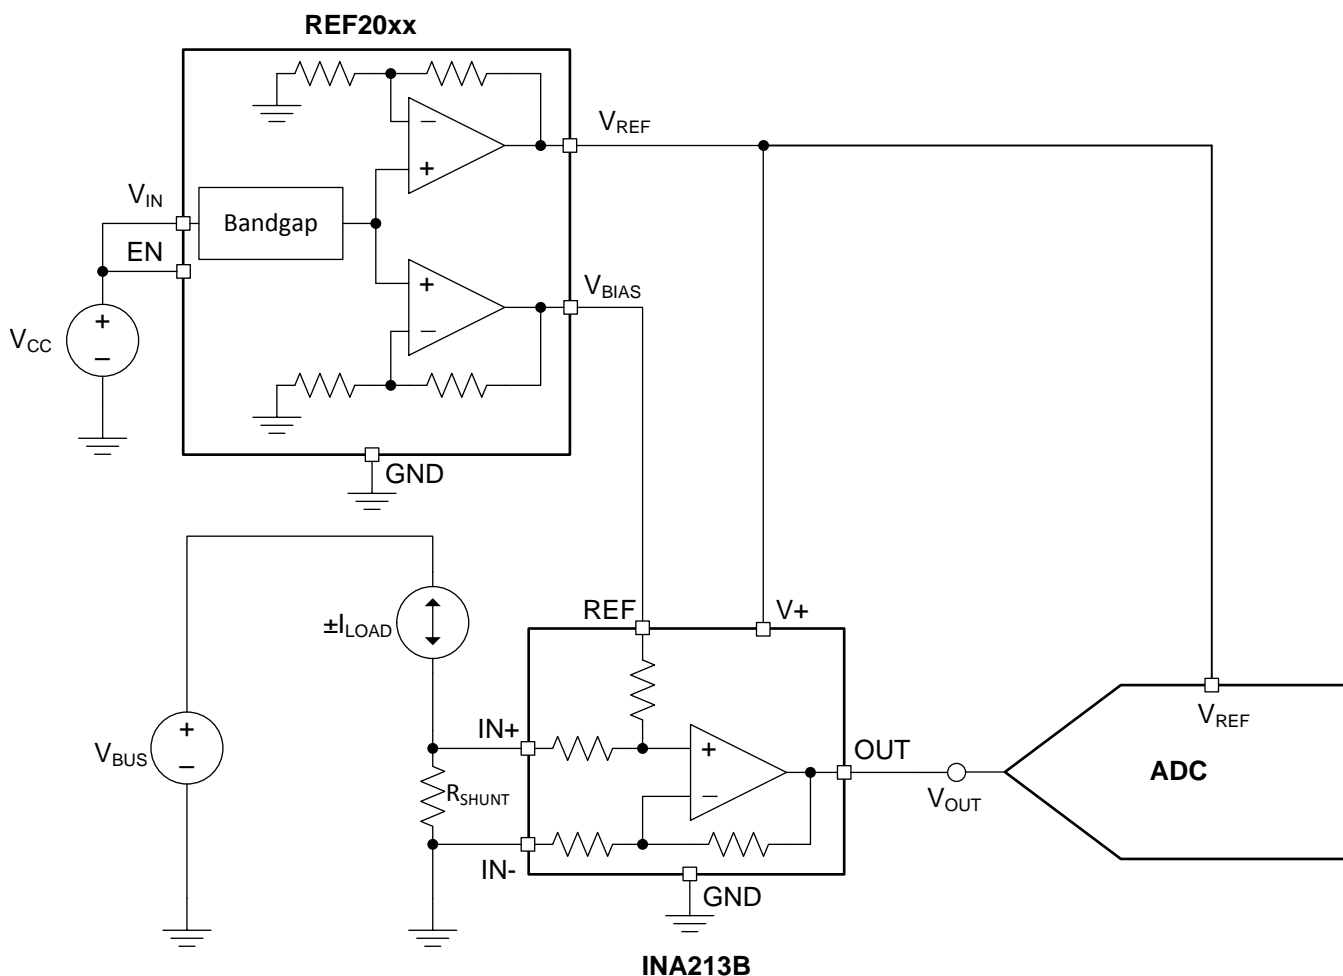 REF20xx
VREF
VIN
Bandgap
EN
VBIAS
VCC
GND
REF
V+
±ILOAD
VREF
IN+
OUT
VBUS
ADC
RSHUNT
VOUT
IN-
GND
INA213B